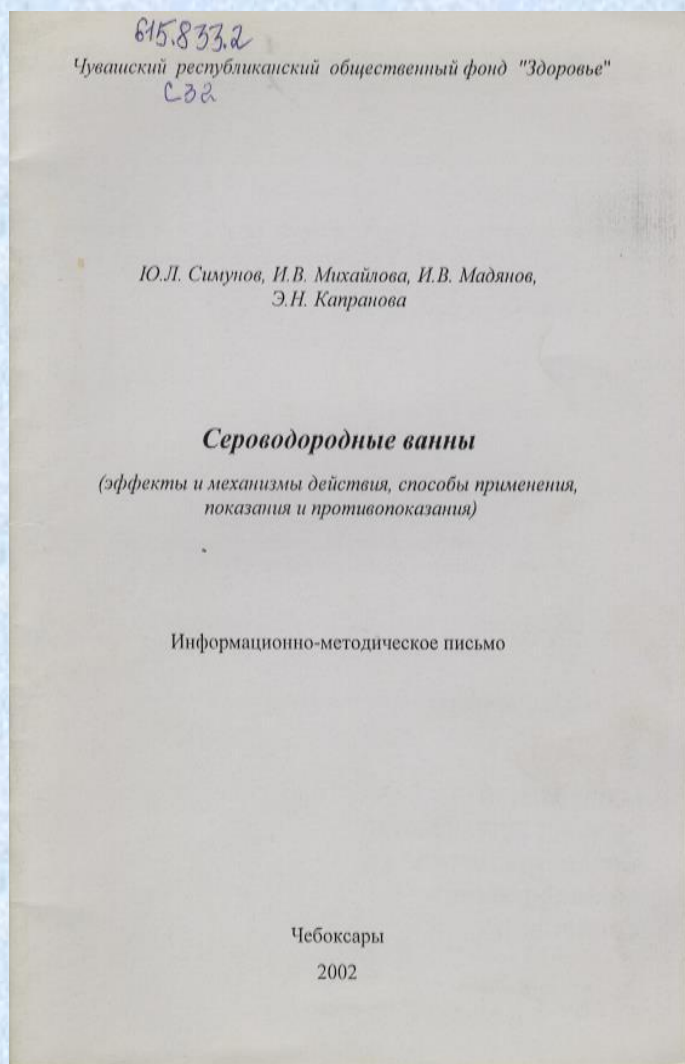 615.833.2
Чувашский республиканский общественный фонд "Здоровье"
С32
Ю.Л. Симунов, И.В. Михайлова, И.В. Мадянов,
Э.Н. Капранова
Сероводородные ванны
(эффекты и механизмы действия, способы применения,
показания и противопоказания)
Информационно-методическое письмо
Чебоксары
2002